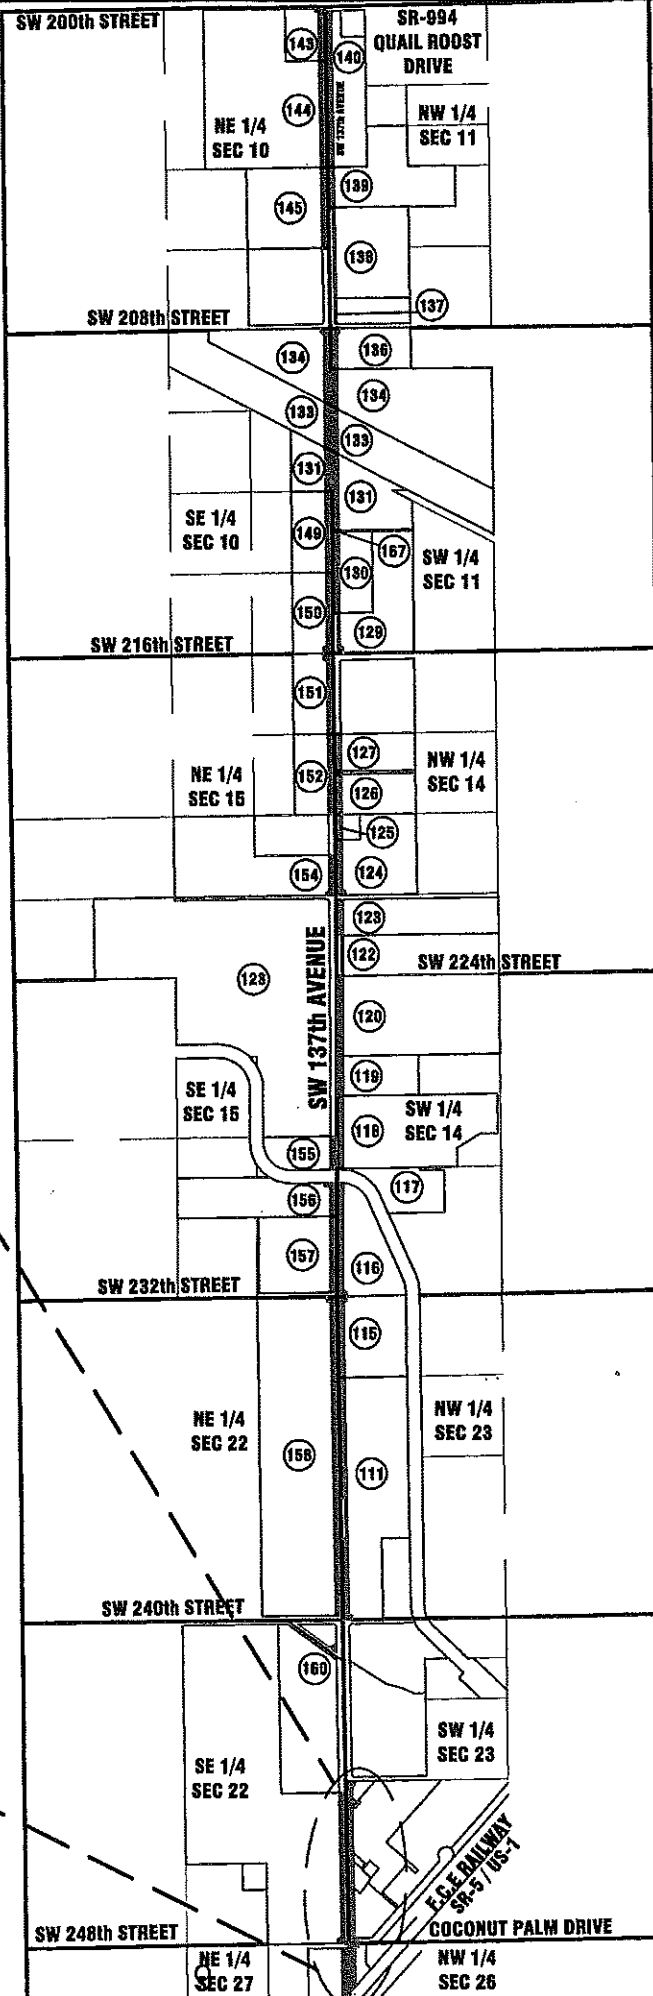 SW 200th STREET
SR-994
QUAIL ROOST
DRIVE
143
140
SW 137th AVENUE
144
NE 1/4
SEC 10
NW 1/4
SEC 11
139
145
138
137
SW 208th STREET
134
136
134
133
133
131
131
SE 1/4
SEC 10
149
167
SW 1/4
SEC 11
130
150
129
SW 216th STREET
151
127
NW 1/4
SEC 14
NE 1/4
SEC 15
152
126
125
154
124
123
SW 137th AVENUE
122
SW 224th STREET
123
120
119
SE 1/4
SEC 15
118
SW 1/4
SEC 14
155
156
117
157
116
SW 232th STREET
115
NE 1/4
SEC 22
NW 1/4
SEC 23
158
111
SW 240th STREET
160
SW 1/4
SEC 23
SE 1/4
SEC 22
F.C.E RAILWAY
SR-5 / US-1
SW 248th STREET
COCONUT PALM DRIVE
NE 1/4
SEC 27
NW 1/4
SEC 26